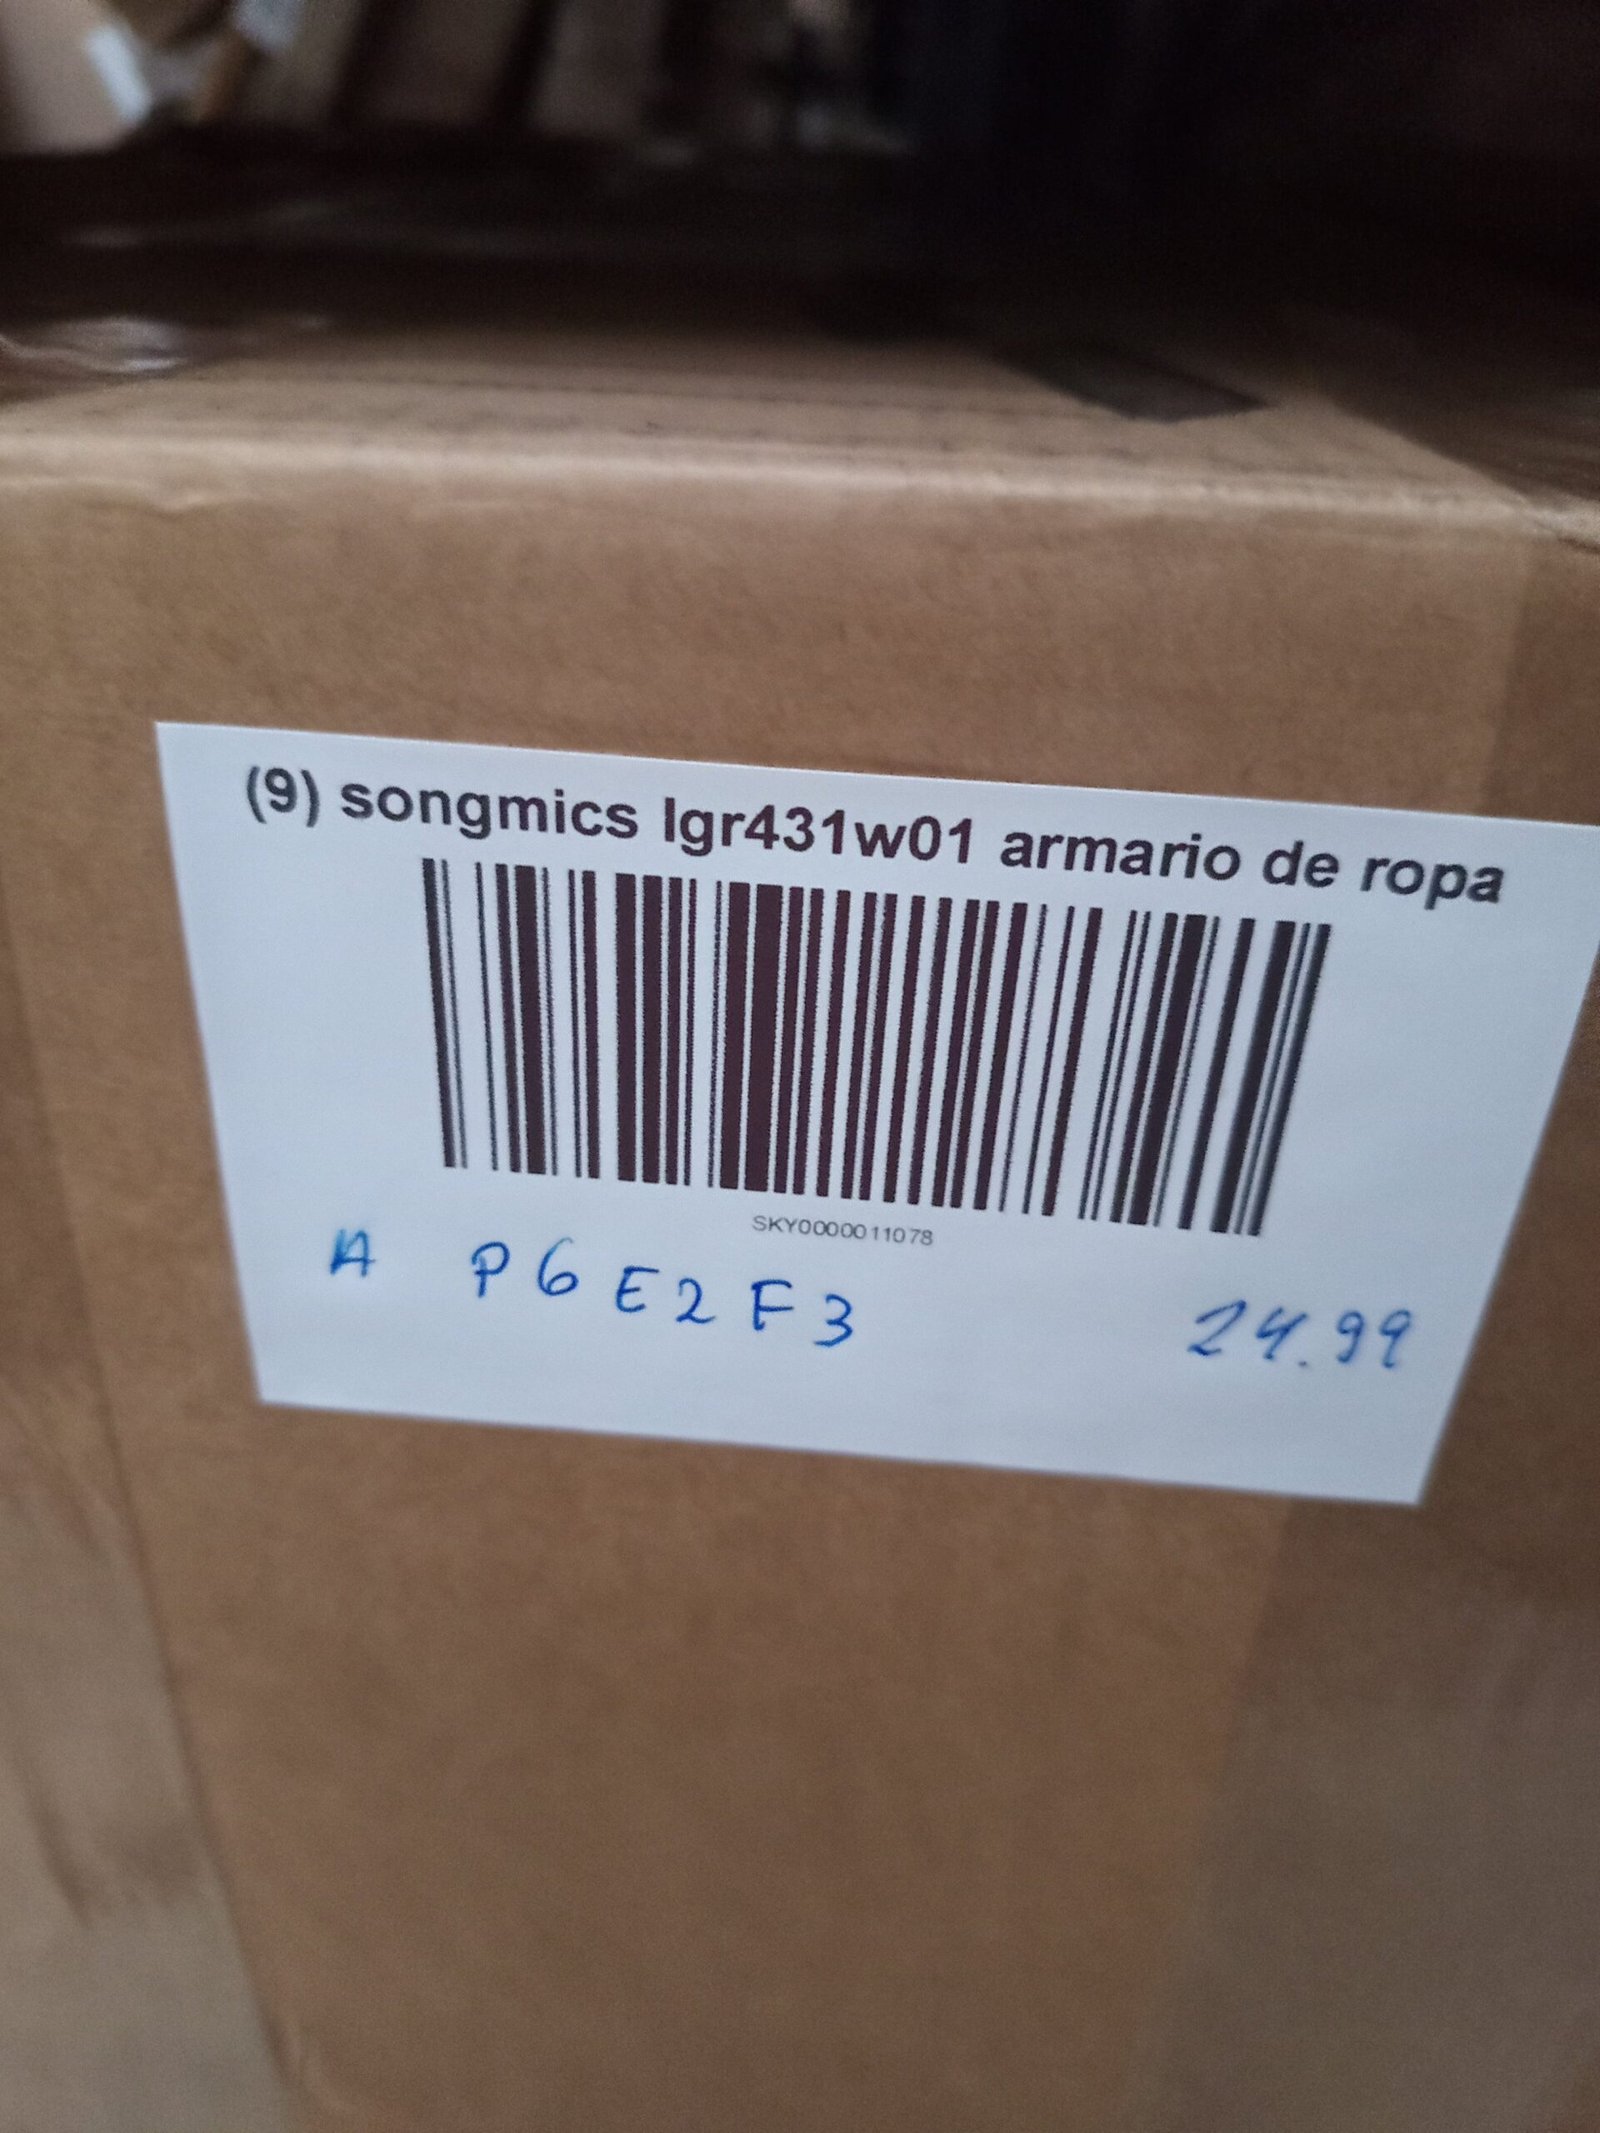 (9) songmics lgr431w01 armario de ropa
SKY0000011078
A P6 E2 F3 24.99